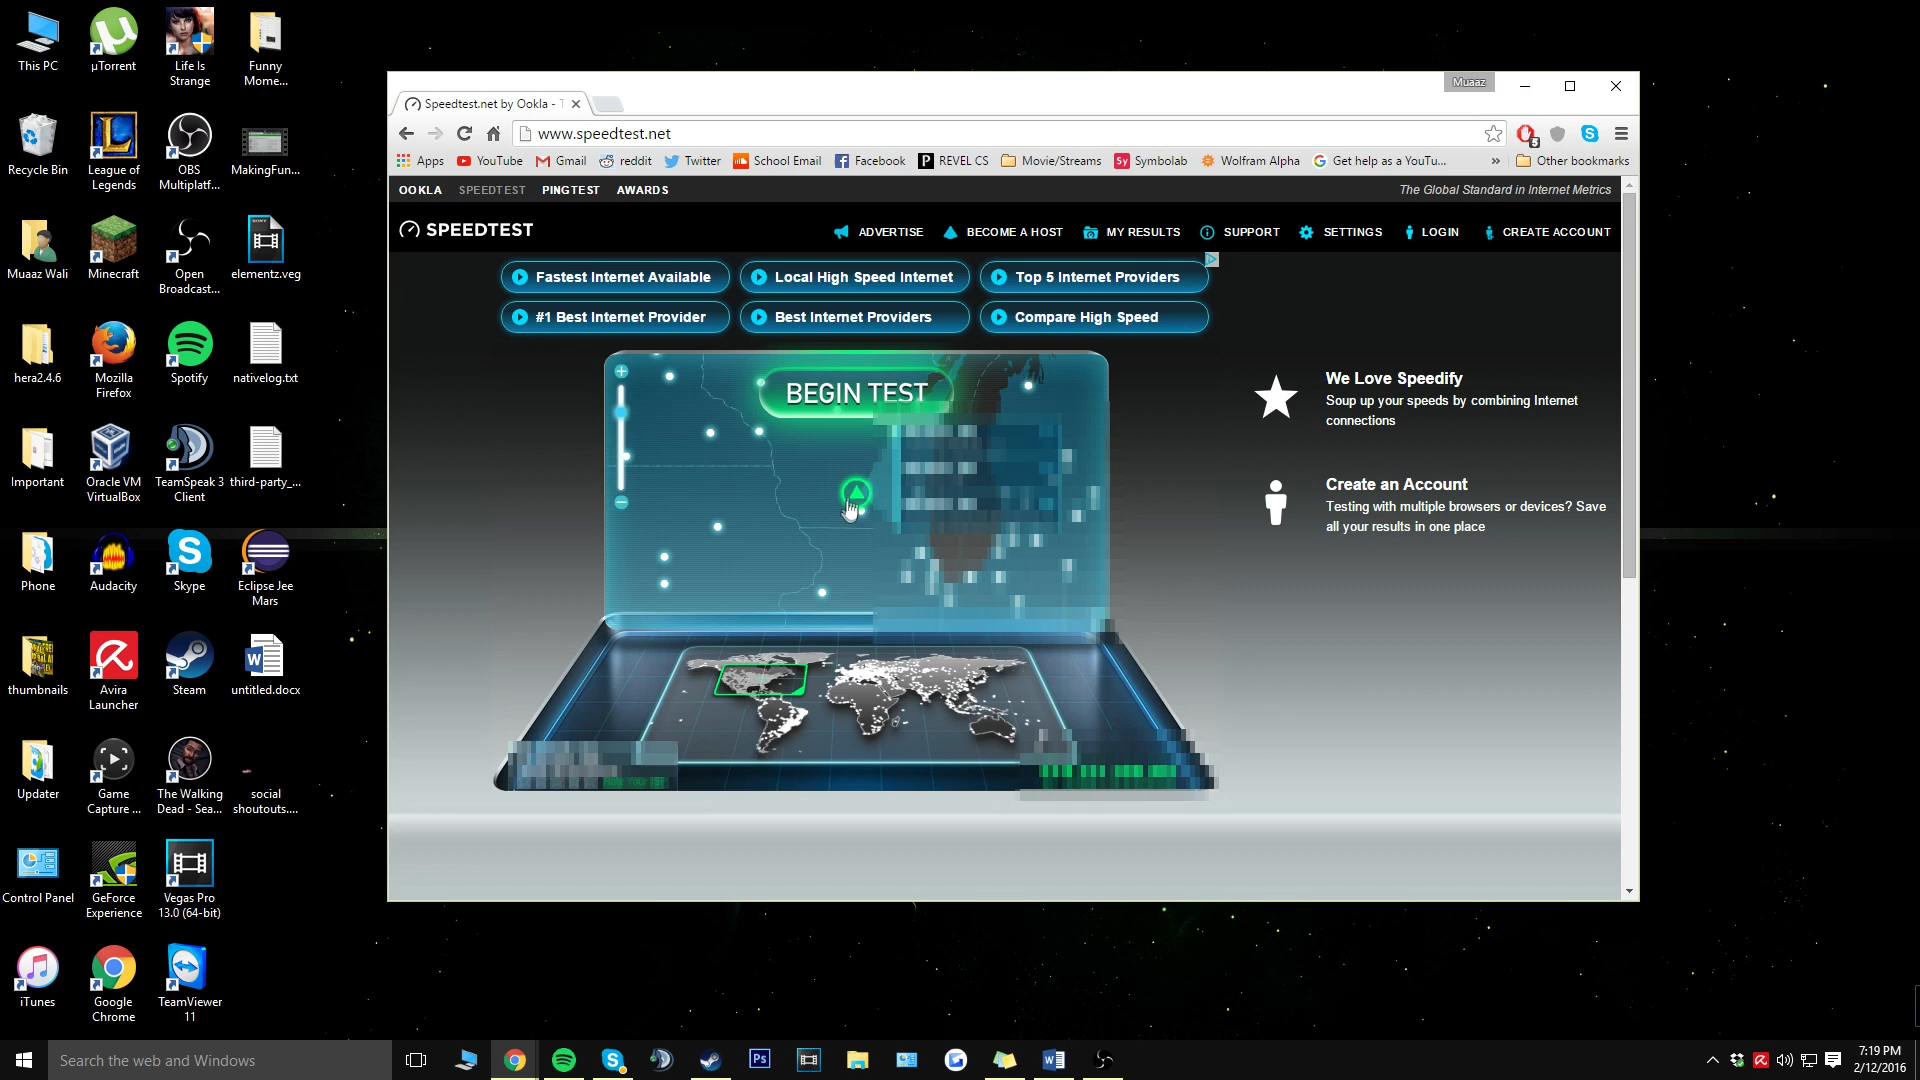 This PC
µTorrent
Life Is
Strange
Funny
Mome...
Recycle Bin
League of
Legends
OBS
Multiplatf...
MakingFun...
Muaaz Wali
Minecraft
Open
Broadcast...
elementz.veg
hera2.4.6
Mozilla
Firefox
Spotify
nativelog.txt
Important
Oracle VM
VirtualBox
TeamSpeak 3
Client
third-party_...
Phone
Audacity
Skype
Eclipse Jee
Mars
thumbnails
Avira
Launcher
Steam
untitled.docx
Updater
Game
Capture ...
The Walking
Dead - Sea...
social
shoutouts....
Control Panel
GeForce
Experience
Vegas Pro
13.0 (64-bit)
iTunes
Google
Chrome
TeamViewer
11
Muaaz
Speedtest.net by Ookla - T
www.speedtest.net
5
Apps YouTube Gmail reddit Twitter School Email Facebook REVEL CS Movie/Streams Symbolab Wolfram Alpha Get help as a YouTu... » Other bookmarks
OOKLA SPEEDTEST PINGTEST AWARDS The Global Standard in Internet Metrics
SPEEDTEST ADVERTISE BECOME A HOST MY RESULTS SUPPORT SETTINGS LOGIN CREATE ACCOUNT
Fastest Internet Available Local High Speed Internet Top 5 Internet Providers
#1 Best Internet Provider Best Internet Providers Compare High Speed
BEGIN TEST
We Love Speedify
Soup up your speeds by combining Internet
connections
Create an Account
Testing with multiple browsers or devices? Save
all your results in one place
Search the web and Windows
Ps
7:19 PM
2/12/2016